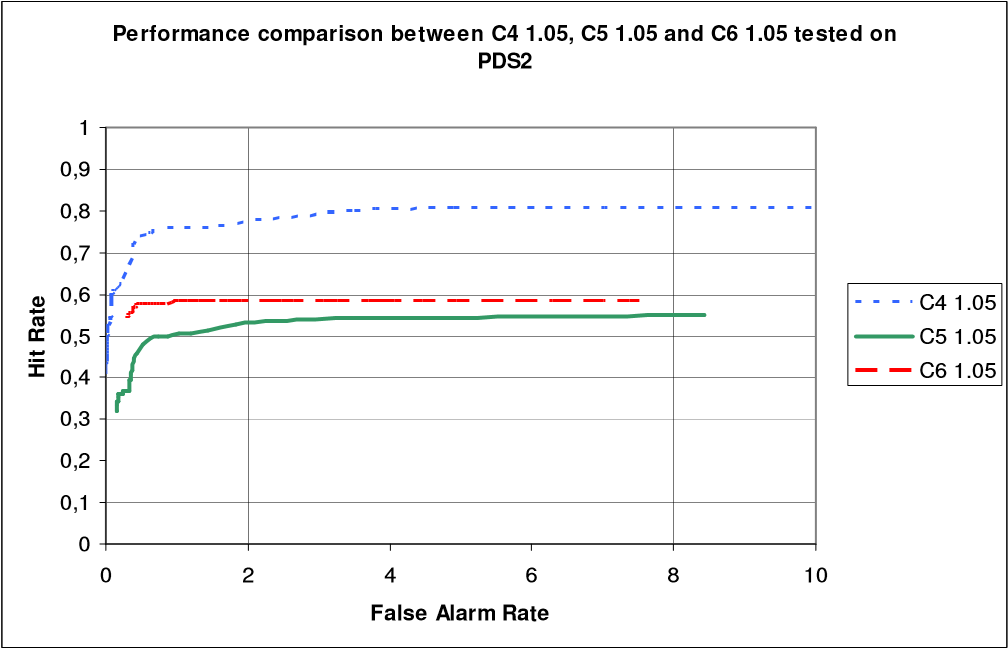 Performance comparison between C4 1.05, C5 1.05 and C6 1.05 tested on
PDS2
1
0,9
0,8
0,7
0,6
0,5
0,4
0,3
0,2
0,1
0
Hit Rate
0 2 4 6 8 10
False Alarm Rate
C4 1.05
C5 1.05
C6 1.05